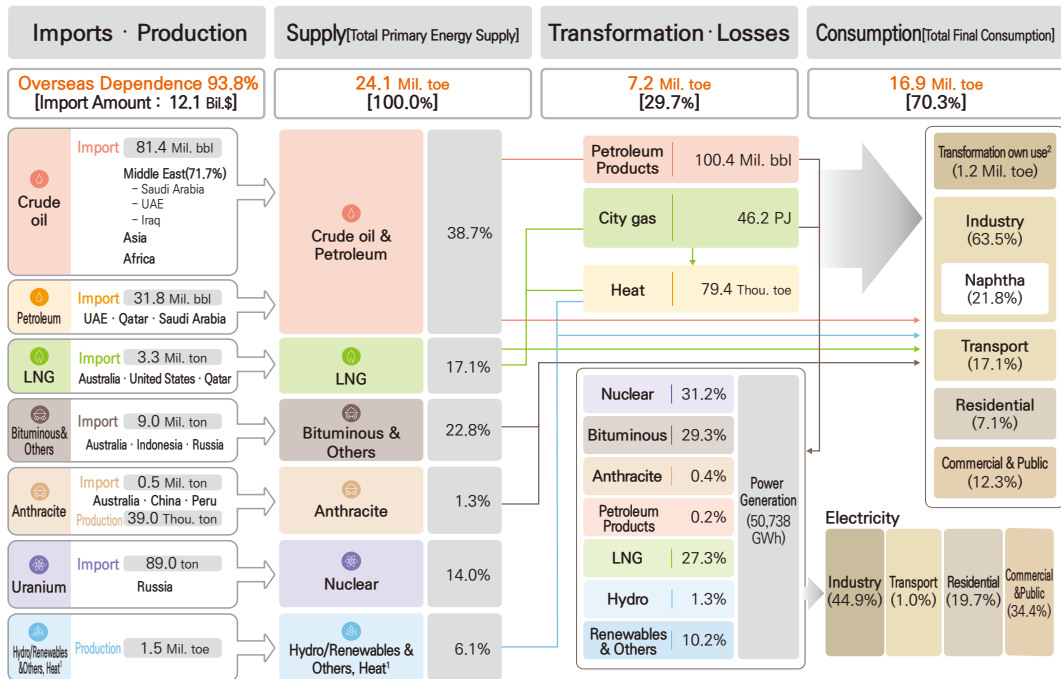 Imports · Production
Supply[Total Primary Energy Supply]
Transformation · Losses
Consumption[Total Final Consumption]
Overseas Dependence 93.8%
[Import Amount : 12.1 Bil.$]
24.1 Mil. toe
[100.0%]
7.2 Mil. toe
[29.7%]
16.9 Mil. toe
[70.3%]
Crude
oil
Import 81.4 Mil. bbl
Middle East(71.7%)
– Saudi Arabia
– UAE
– Iraq
Asia
Africa
Petroleum
Import 31.8 Mil. bbl
UAE · Qatar · Saudi Arabia
LNG
Import 3.3 Mil. ton
Australia · United States · Qatar
Bituminous&
Others
Import 9.0 Mil. ton
Australia · Indonesia · Russia
Anthracite
Import 0.5 Mil. ton
Australia · China · Peru
Production 39.0 Thou. ton
Uranium
Import 89.0 ton
Russia
Hydro/Renewables
&Others, Heat¹
Production 1.5 Mil. toe
Crude oil &
Petroleum
38.7%
LNG
17.1%
Bituminous &
Others
22.8%
Anthracite
1.3%
Nuclear
14.0%
Hydro/Renewables &
Others, Heat¹
6.1%
Petroleum
Products
100.4 Mil. bbl
City gas
46.2 PJ
Heat
79.4 Thou. toe
Nuclear 31.2%
Bituminous 29.3%
Anthracite 0.4%
Petroleum
Products
0.2%
LNG 27.3%
Hydro 1.3%
Renewables
& Others
10.2%
Power
Generation
(50,738
GWh)
Transformation own use²
(1.2 Mil. toe)
Industry
(63.5%)
Naphtha
(21.8%)
Transport
(17.1%)
Residential
(7.1%)
Commercial & Public
(12.3%)
Electricity
Industry
(44.9%)
Transport
(1.0%)
Residential
(19.7%)
Commercial
&Public
(34.4%)